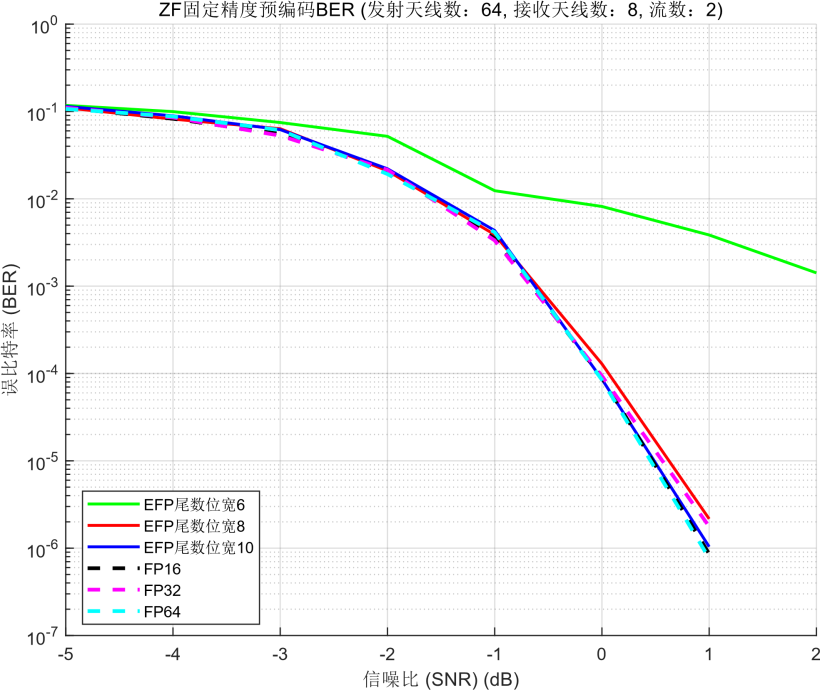 ZF固定精度预编码BER (发射天线数：64, 接收天线数：8, 流数：2)
误比特率 (BER)
10^0
10^-1
10^-2
10^-3
10^-4
10^-5
10^-6
10^-7
EFP尾数位宽6
EFP尾数位宽8
EFP尾数位宽10
FP16
FP32
FP64
-5 -4 -3 -2 -1 0 1 2
信噪比 (SNR) (dB)